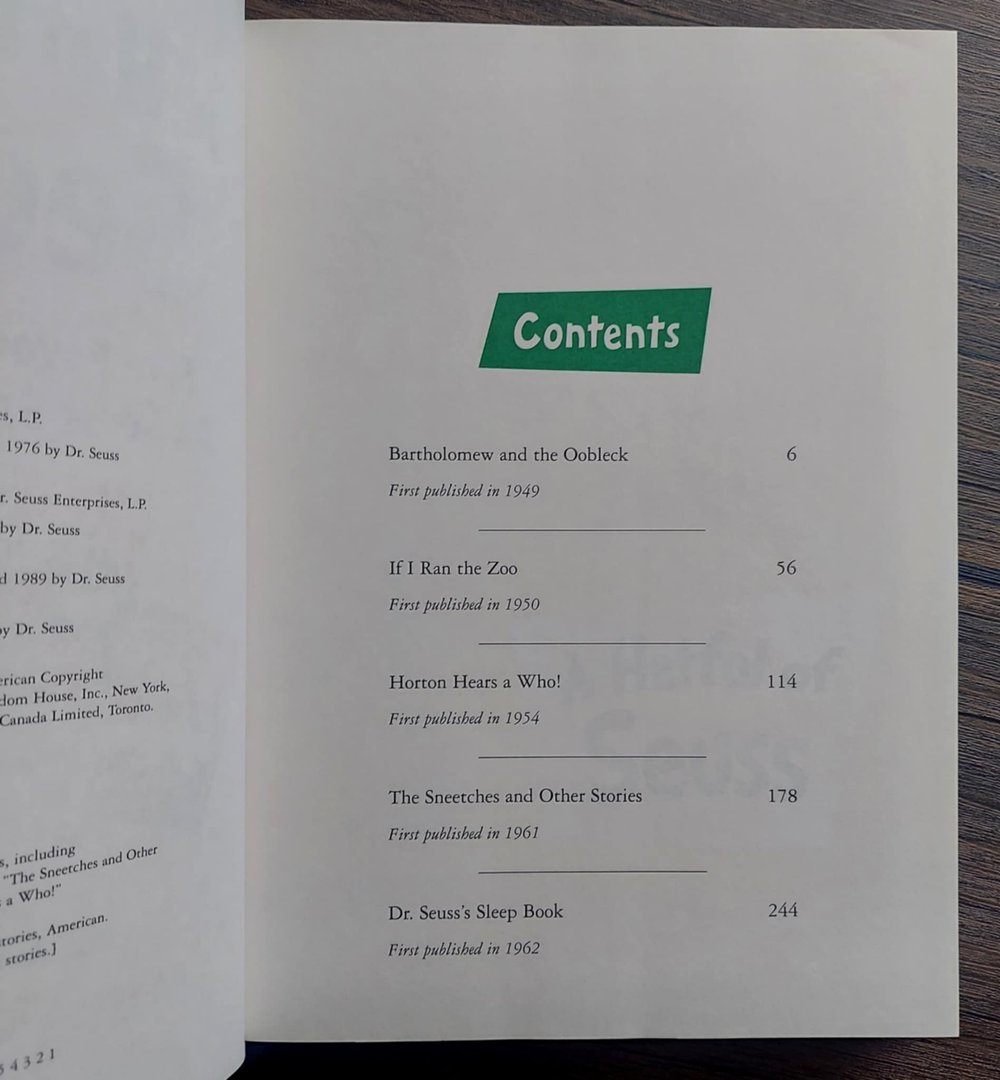 s, L.P.
1976 by Dr. Seuss
r. Seuss Enterprises, L.P.
by Dr. Seuss
d 1989 by Dr. Seuss
by Dr. Seuss
erican Copyright
dom House, Inc., New York,
Canada Limited, Toronto.
s, including
"The Sneetches and Other
a Who!"
tories, American.
stories.]
4 3 2 1
Contents
Bartholomew and the Oobleck 6
First published in 1949
If I Ran the Zoo 56
First published in 1950
Horton Hears a Who! 114
First published in 1954
The Sneetches and Other Stories 178
First published in 1961
Dr. Seuss's Sleep Book 244
First published in 1962